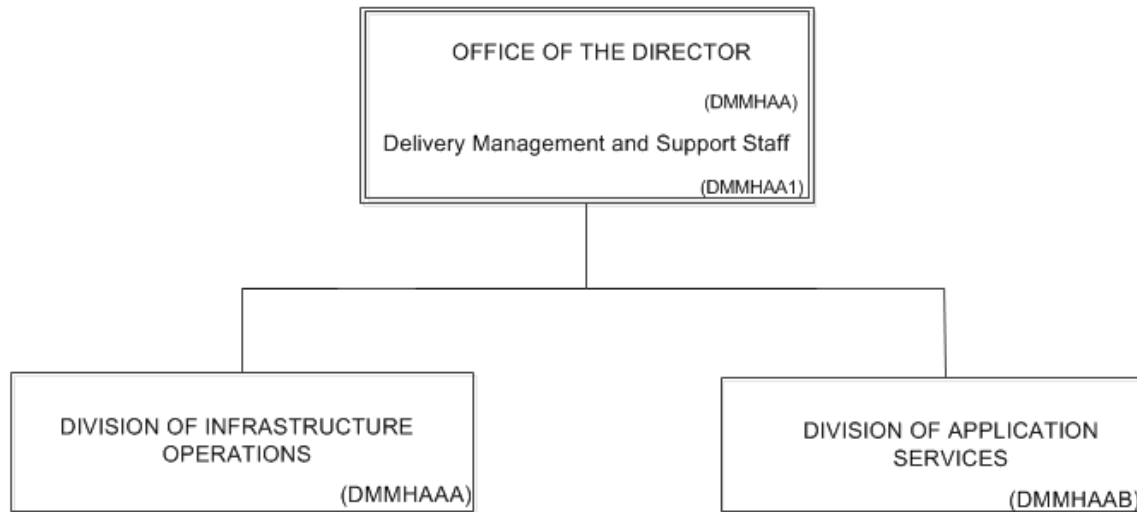 OFFICE OF THE DIRECTOR
(DMMHAA)
Delivery Management and Support Staff
(DMMHAA1)
DIVISION OF INFRASTRUCTURE
OPERATIONS
(DMMHAAA)
DIVISION OF APPLICATION
SERVICES
(DMMHAAB)